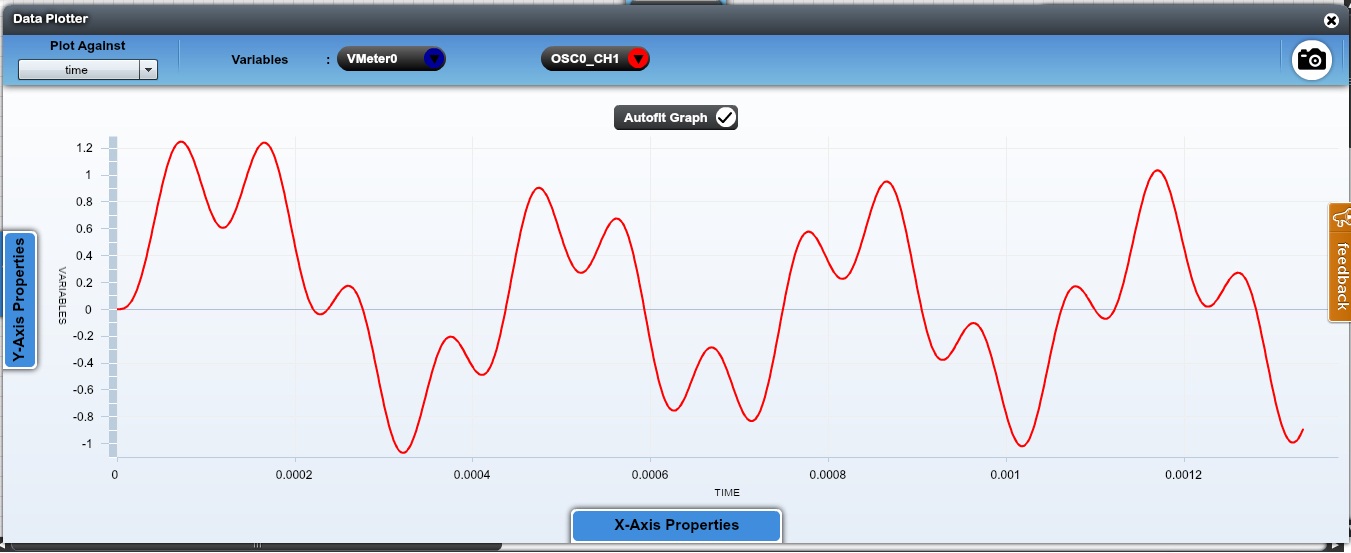 Data Plotter
Plot Against
time
Variables :
VMeter0
OSC0_CH1
Autofit Graph
1.2
1
0.8
0.6
0.4
0.2
0
-0.2
-0.4
-0.6
-0.8
-1
VARIABLES
Y-Axis Properties
feedback
0 0.0002 0.0004 0.0006 0.0008 0.001 0.0012
TIME
X-Axis Properties